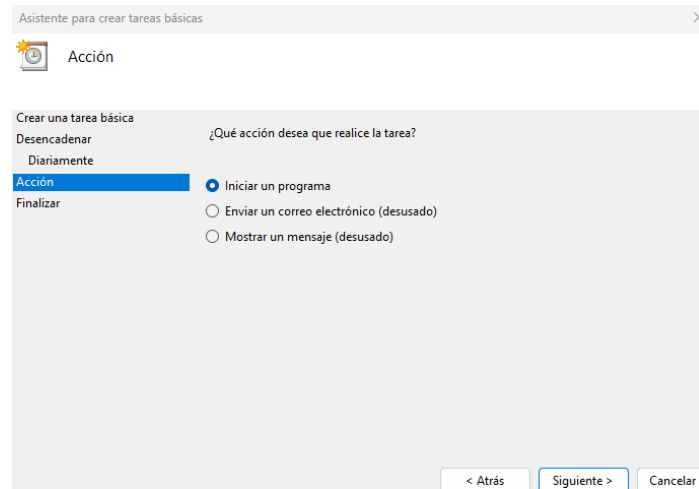 Asistente para crear tareas básicas
Acción
Crear una tarea básica
Desencadenar
Diariamente
Acción
Finalizar
¿Qué acción desea que realice la tarea?
Iniciar un programa
Enviar un correo electrónico (desusado)
Mostrar un mensaje (desusado)
< Atrás
Siguiente >
Cancelar